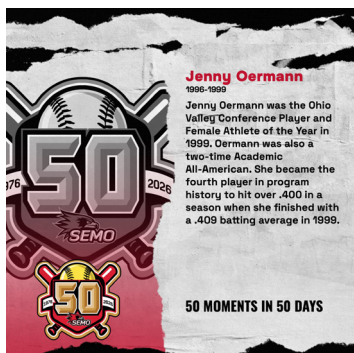 Jenny Oermann
1996-1999
Jenny Oermann was the Ohio
Valley Conference Player and
Female Athlete of the Year in
1999. Oermann was also a
two-time Academic
All-American. She became the
fourth player in program
history to hit over .400 in a
season when she finished with
a .409 batting average in 1999.
50
1976
2026
SEMO
50
1976
2026
SEMO
50 MOMENTS IN 50 DAYS